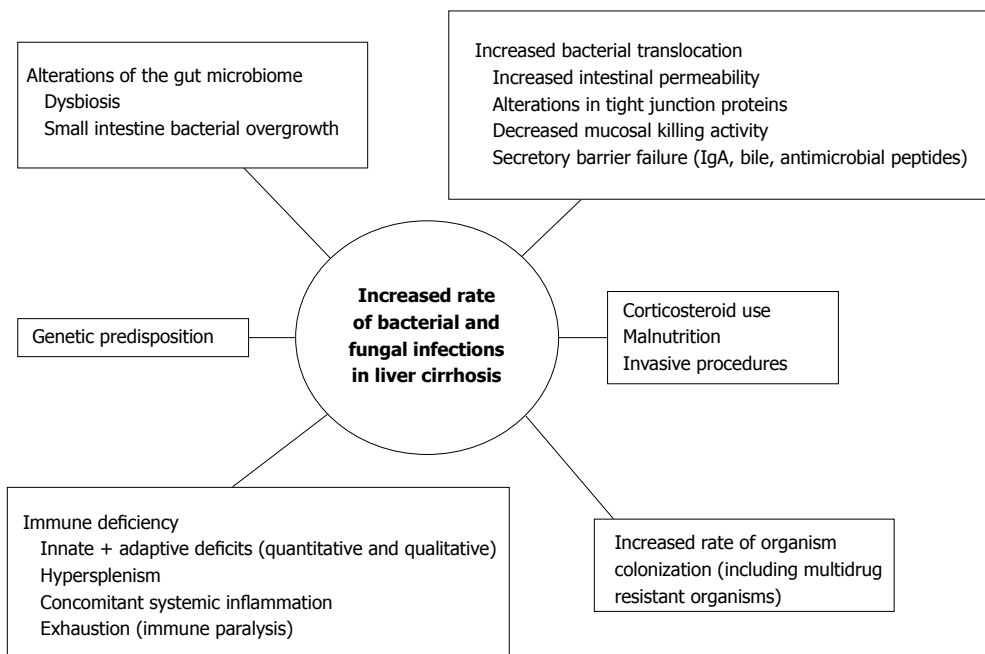 Alterations of the gut microbiome
Dysbiosis
Small intestine bacterial overgrowth
Increased bacterial translocation
Increased intestinal permeability
Alterations in tight junction proteins
Decreased mucosal killing activity
Secretory barrier failure (IgA, bile, antimicrobial peptides)
Genetic predisposition
Increased rate
of bacterial and
fungal infections
in liver cirrhosis
Corticosteroid use
Malnutrition
Invasive procedures
Immune deficiency
Innate + adaptive deficits (quantitative and qualitative)
Hypersplenism
Concomitant systemic inflammation
Exhaustion (immune paralysis)
Increased rate of organism
colonization (including multidrug
resistant organisms)